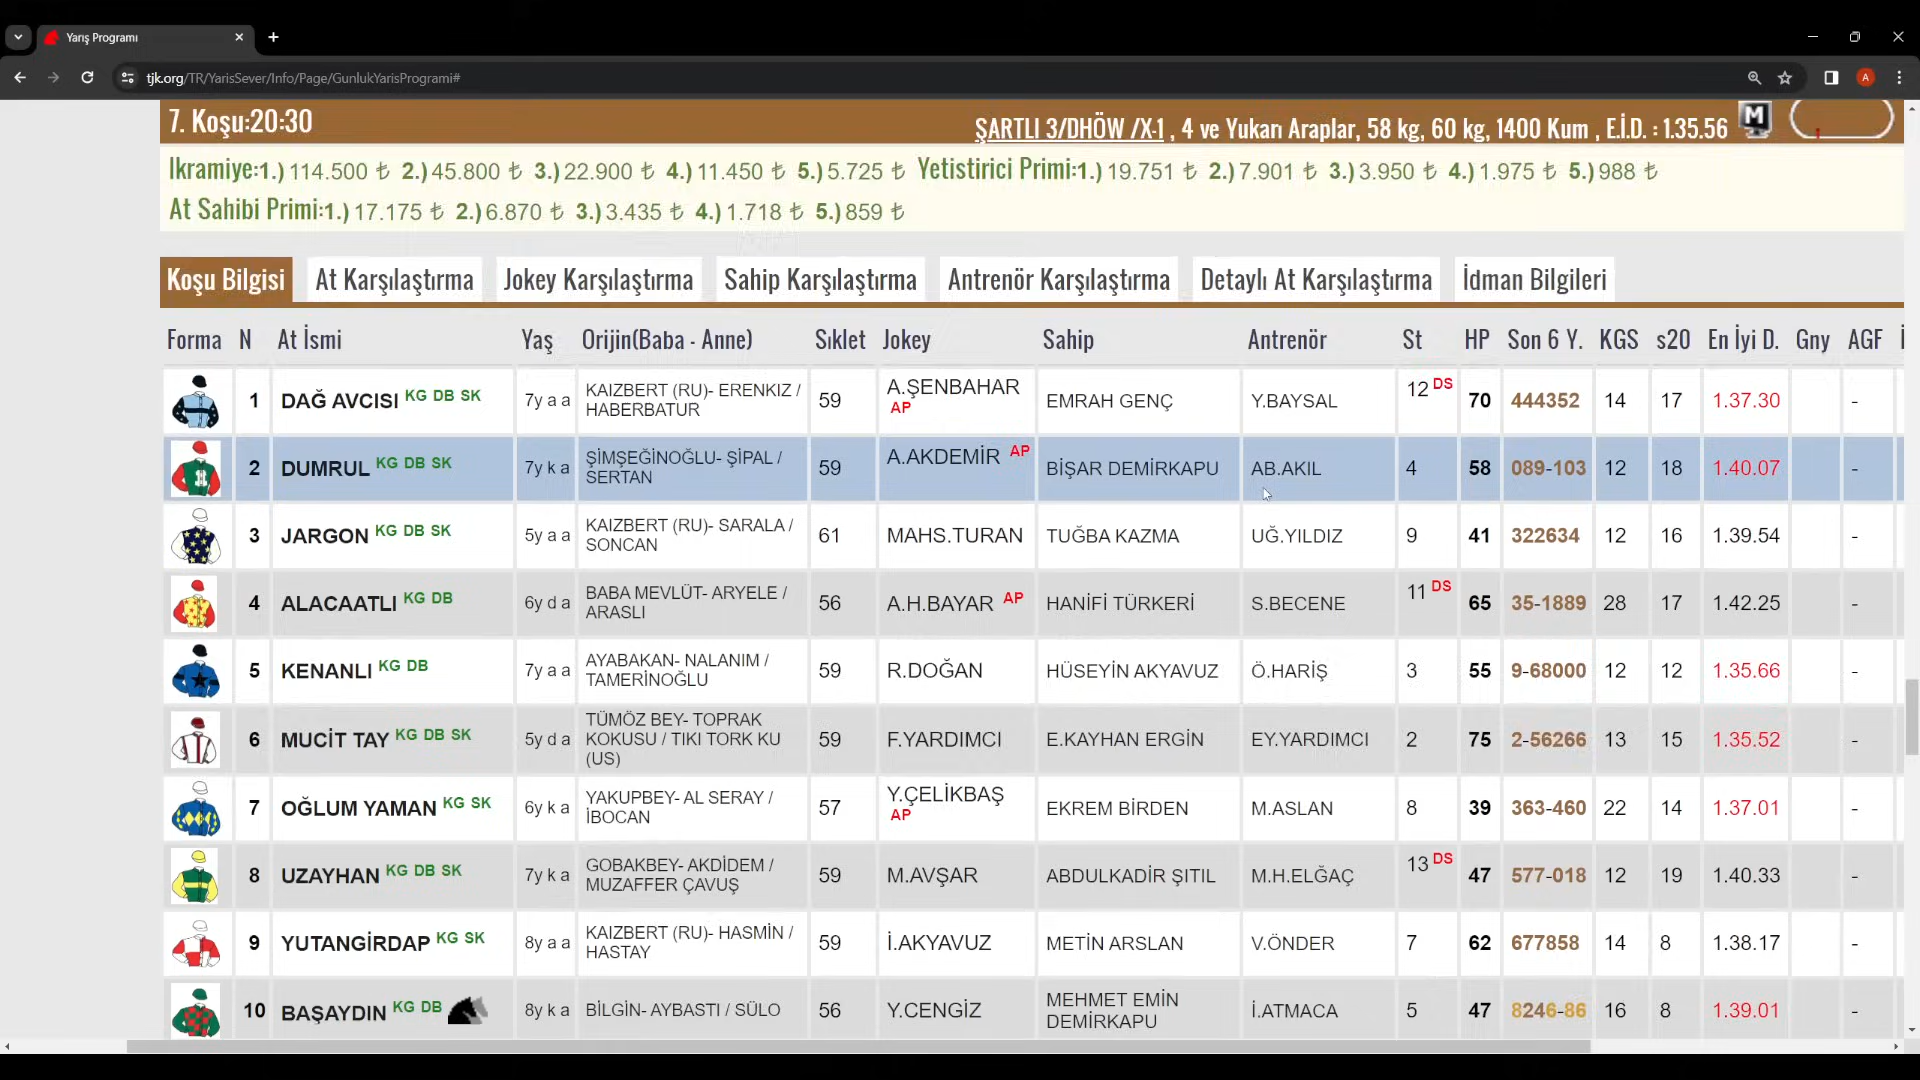 Yarış Programı
tjk.org/TR/YarisSever/Info/Page/GunlukYarisProgrami#
A
7. Koşu:20:30
ŞARTLI 3/DHÖW /X-1 , 4 ve Yukarı Araplar, 58 kg, 60 kg, 1400 Kum , E.İ.D. : 1.35.56
M
Ikramiye:1.) 114.500 ₺ 2.) 45.800 ₺ 3.) 22.900 ₺ 4.) 11.450 ₺ 5.) 5.725 ₺ Yetistirici Primi:1.) 19.751 ₺ 2.) 7.901 ₺ 3.) 3.950 ₺ 4.) 1.975 ₺ 5.) 988 ₺
At Sahibi Primi:1.) 17.175 ₺ 2.) 6.870 ₺ 3.) 3.435 ₺ 4.) 1.718 ₺ 5.) 859 ₺
Koşu Bilgisi At Karşılaştırma Jokey Karşılaştırma Sahip Karşılaştırma Antrenör Karşılaştırma Detaylı At Karşılaştırma İdman Bilgileri
Forma N At İsmi Yaş Orijin(Baba - Anne) Sıklet Jokey Sahip Antrenör St HP Son 6 Y. KGS s20 En İyi D. Gny AGF
1 DAĞ AVCISI KG DB SK 7y a a KAIZBERT (RU)- ERENKIZ / HABERBATUR 59 A.ŞENBAHAR AP EMRAH GENÇ Y.BAYSAL 12 DS 70 444352 14 17 1.37.30 -
2 DUMRUL KG DB SK 7y k a ŞİMŞEĞİNOĞLU- ŞİPAL / SERTAN 59 A.AKDEMİR AP BİŞAR DEMİRKAPU AB.AKIL 4 58 089-103 12 18 1.40.07 -
3 JARGON KG DB SK 5y a a KAIZBERT (RU)- SARALA / SONCAN 61 MAHS.TURAN TUĞBA KAZMA UĞ.YILDIZ 9 41 322634 12 16 1.39.54 -
4 ALACAATLI KG DB 6y d a BABA MEVLÜT- ARYELE / ARASLI 56 A.H.BAYAR AP HANİFİ TÜRKERİ S.BECENE 11 DS 65 35-1889 28 17 1.42.25 -
5 KENANLI KG DB 7y a a AYABAKAN- NALANIM / TAMERİNOĞLU 59 R.DOĞAN HÜSEYİN AKYAVUZ Ö.HARİŞ 3 55 9-68000 12 12 1.35.66 -
6 MUCİT TAY KG DB SK 5y d a TÜMÖZ BEY- TOPRAK KOKUSU / TIKI TORK KU (US) 59 F.YARDIMCI E.KAYHAN ERGİN EY.YARDIMCI 2 75 2-56266 13 15 1.35.52 -
7 OĞLUM YAMAN KG SK 6y k a YAKUPBEY- AL SERAY / İBOCAN 57 Y.ÇELİKBAŞ AP EKREM BİRDEN M.ASLAN 8 39 363-460 22 14 1.37.01 -
8 UZAYHAN KG DB SK 7y k a GOBAKBEY- AKDİDEM / MUZAFFER ÇAVUŞ 59 M.AVŞAR ABDULKADİR ŞITIL M.H.ELĞAÇ 13 DS 47 577-018 12 19 1.40.33 -
9 YUTANGİRDAP KG SK 8y a a KAIZBERT (RU)- HASMİN / HASTAY 59 İ.AKYAVUZ METİN ARSLAN V.ÖNDER 7 62 677858 14 8 1.38.17 -
10 BAŞAYDIN KG DB 8y k a BİLGİN- AYBASTI / SÜLO 56 Y.CENGİZ MEHMET EMİN DEMİRKAPU İ.ATMACA 5 47 8246-86 16 8 1.39.01 -